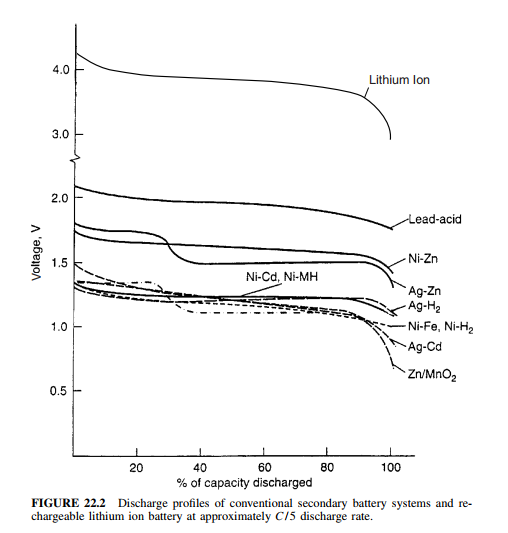 4.0
Lithium Ion
3.0
2.0
Lead-acid
Voltage, V
1.5
Ni-Zn
Ni-Cd, Ni-MH
Ag-Zn
Ag-H₂
1.0
Ni-Fe, Ni-H₂
Ag-Cd
Zn/MnO₂
0.5
20 40 60 80 100
% of capacity discharged
FIGURE 22.2 Discharge profiles of conventional secondary battery systems and re-
chargeable lithium ion battery at approximately C/5 discharge rate.